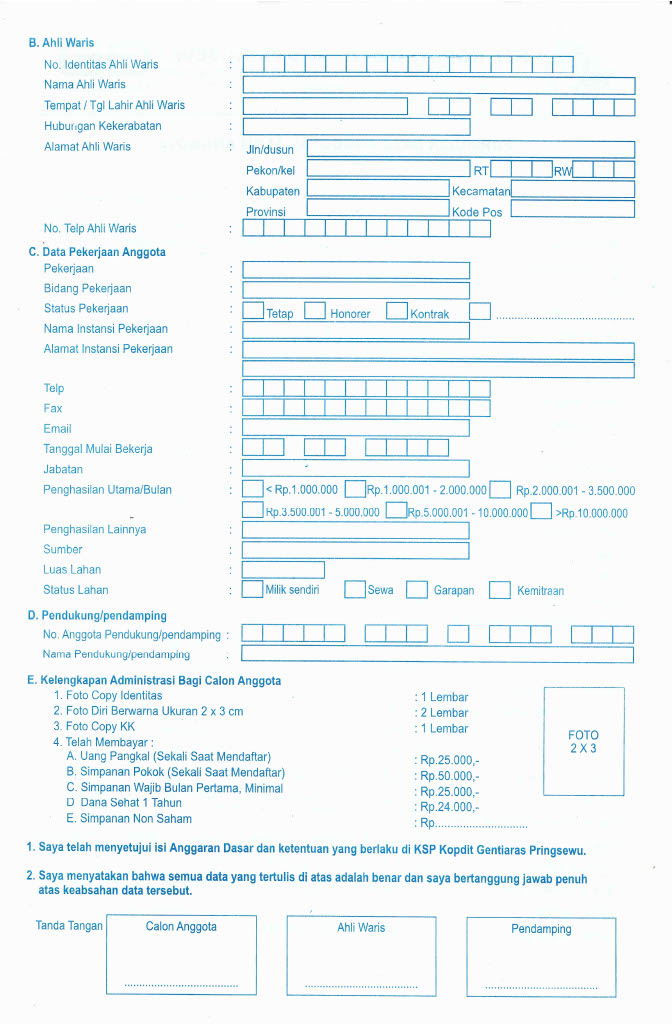 B. Ahli Waris
No. Identitas Ahli Waris :
Nama Ahli Waris :
Tempat / Tgl Lahir Ahli Waris :
Hubungan Kekerabatan :
Alamat Ahli Waris : Jln/dusun
Pekon/kel RT RW
Kabupaten Kecamatan
Provinsi Kode Pos
No. Telp Ahli Waris :
C. Data Pekerjaan Anggota
Pekerjaan :
Bidang Pekerjaan :
Status Pekerjaan : Tetap Honorer Kontrak ........................................
Nama Instansi Pekerjaan :
Alamat Instansi Pekerjaan :
Telp :
Fax :
Email :
Tanggal Mulai Bekerja :
Jabatan :
Penghasilan Utama/Bulan : < Rp.1.000.000 Rp.1.000.001 - 2.000.000 Rp.2.000.001 - 3.500.000
Rp.3.500.001 - 5.000.000 Rp.5.000.001 - 10.000.000 >Rp.10.000.000
Penghasilan Lainnya :
Sumber :
Luas Lahan :
Status Lahan : Milik sendiri Sewa Garapan Kemitraan
D. Pendukung/pendamping
No. Anggota Pendukung/pendamping :
Nama Pendukung/pendamping :
E. Kelengkapan Administrasi Bagi Calon Anggota
1. Foto Copy Identitas : 1 Lembar
2. Foto Diri Berwarna Ukuran 2 x 3 cm : 2 Lembar
3. Foto Copy KK : 1 Lembar
4. Telah Membayar :
A. Uang Pangkal (Sekali Saat Mendaftar) : Rp.25.000,-
B. Simpanan Pokok (Sekali Saat Mendaftar) : Rp.50.000,-
C. Simpanan Wajib Bulan Pertama, Minimal : Rp.25.000,-
D Dana Sehat 1 Tahun : Rp.24.000,-
E. Simpanan Non Saham : Rp............................
FOTO
2 X 3
1. Saya telah menyetujui isi Anggaran Dasar dan ketentuan yang berlaku di KSP Kopdit Gentiaras Pringsewu.
2. Saya menyatakan bahwa semua data yang tertulis di atas adalah benar dan saya bertanggung jawab penuh
atas keabsahan data tersebut.
Tanda Tangan Calon Anggota Ahli Waris Pendamping
................................... ................................... ...................................